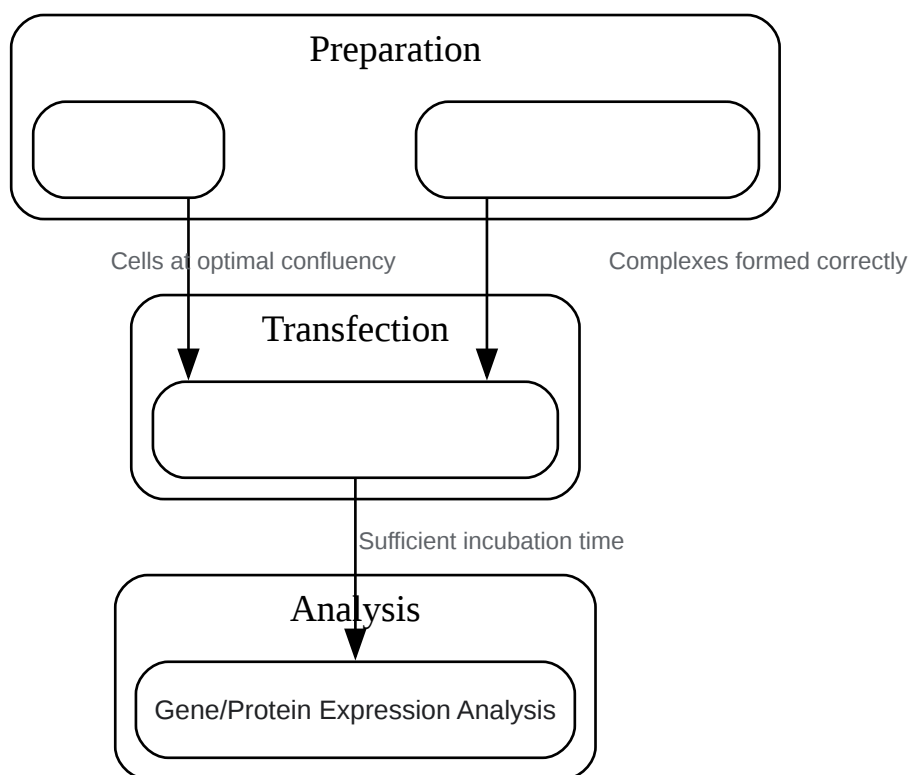 Preparation
Cells at optimal confluency
Complexes formed correctly
Transfection
Sufficient incubation time
Analysis
Gene/Protein Expression Analysis